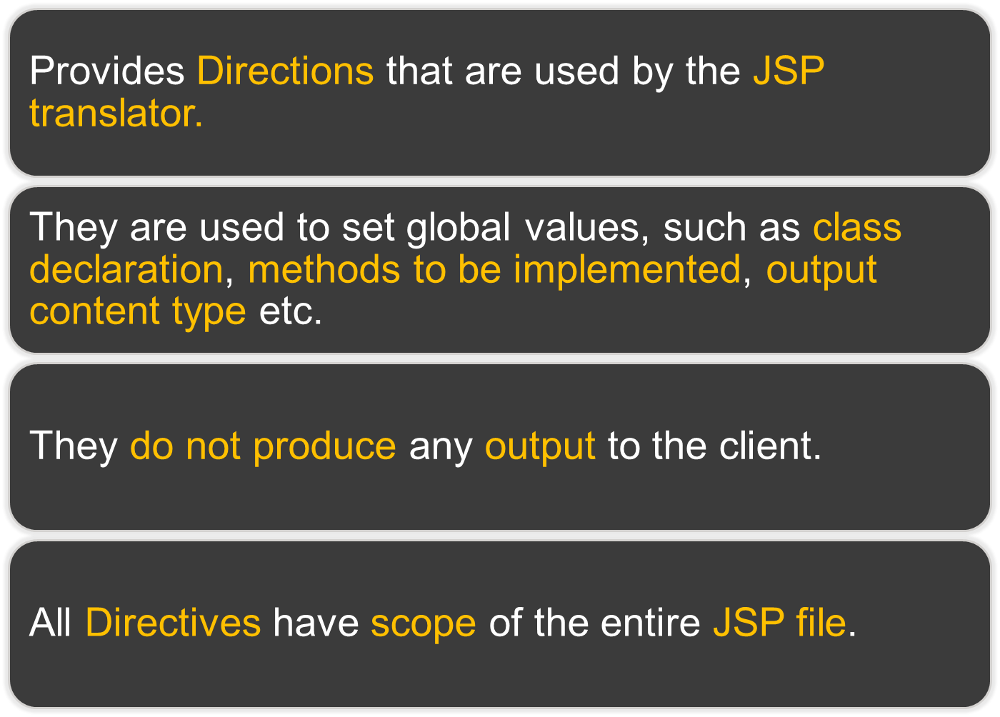 Provides Directions that are used by the JSP
translator.
They are used to set global values, such as class
declaration, methods to be implemented, output
content type etc.
They do not produce any output to the client.
All Directives have scope of the entire JSP file.